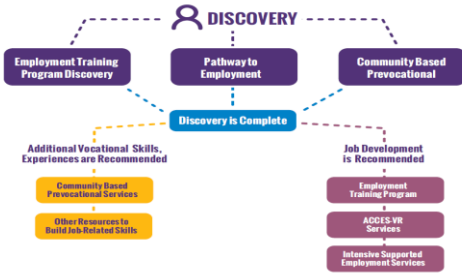 DISCOVERY
Employment Training
Program Discovery
Pathway to
Employment
Community Based
Prevocational
Discovery is Complete
Additional Vocational Skills,
Experiences are Recommended
Community Based
Prevocational Services
Other Resources to
Build Job-Related Skills
Job Development
is Recommended
Employment
Training Program
ACCES-VR
Services
Intensive Supported
Employment Services